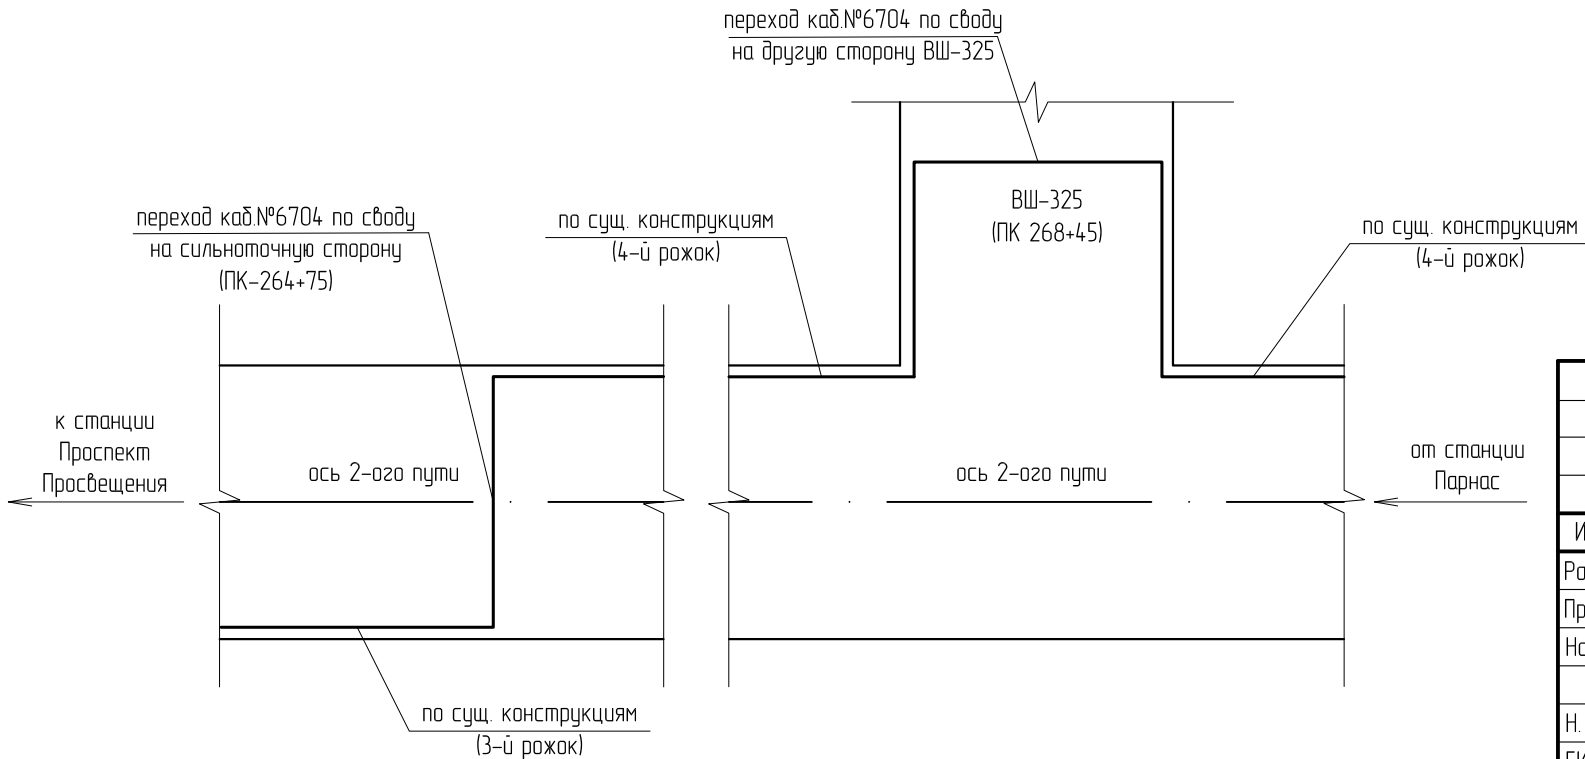 переход каб.№6704 по своду
на другую сторону ВШ-325
переход каб.№6704 по своду
на сильноточную сторону
(ПК-264+75)
по сущ. конструкциям
(4-й рожок)
ВШ-325
(ПК 268+45)
по сущ. конструкциям
(4-й рожок)
к станции
Проспект
Просвещения
ось 2-ого пути
ось 2-ого пути
от станции
Парнас
по сущ. конструкциям
(3-й рожок)
Н.